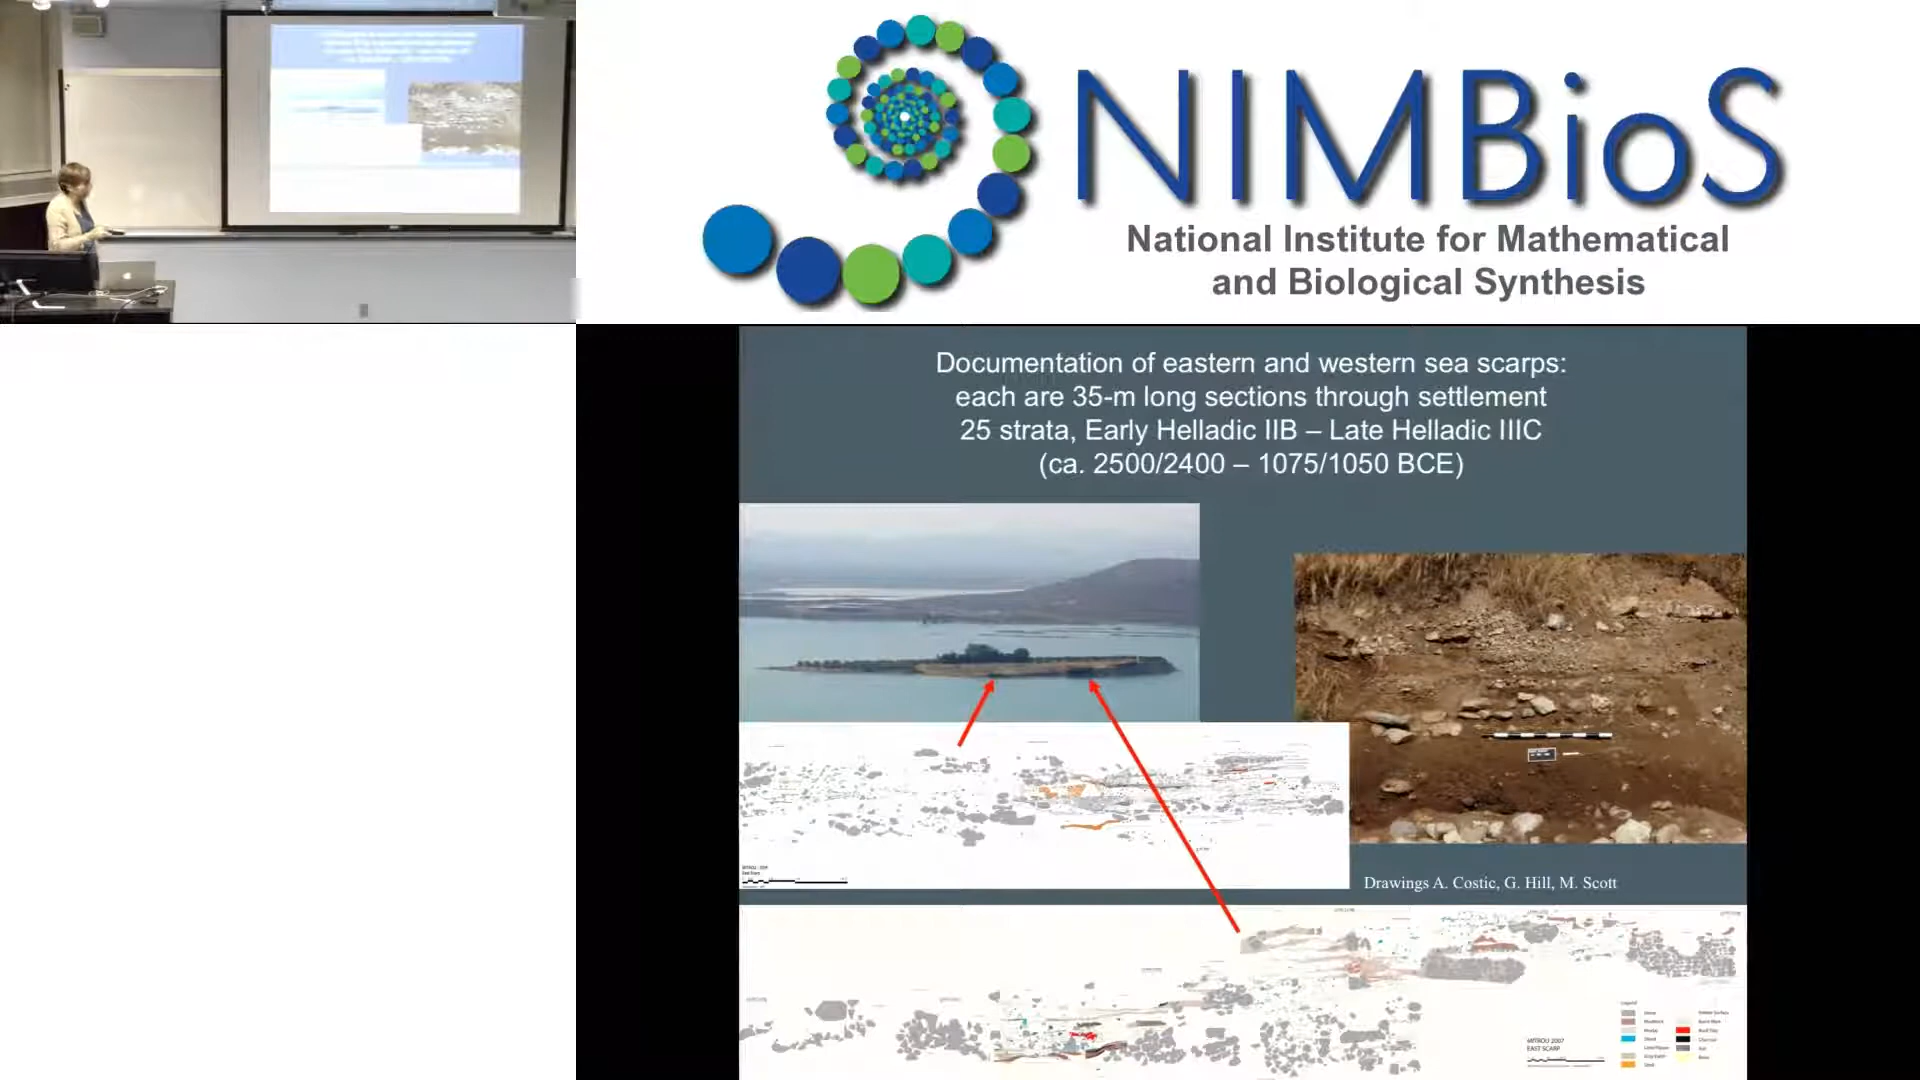 NIMBioS
National Institute for Mathematical
and Biological Synthesis
Documentation of eastern and western sea scarps:
each are 35-m long sections through settlement
25 strata, Early Helladic IIB – Late Helladic IIIC
(ca. 2500/2400 – 1075/1050 BCE)
Drawings A. Costic, G. Hill, M. Scott
MITROU 2007
EAST SCARP